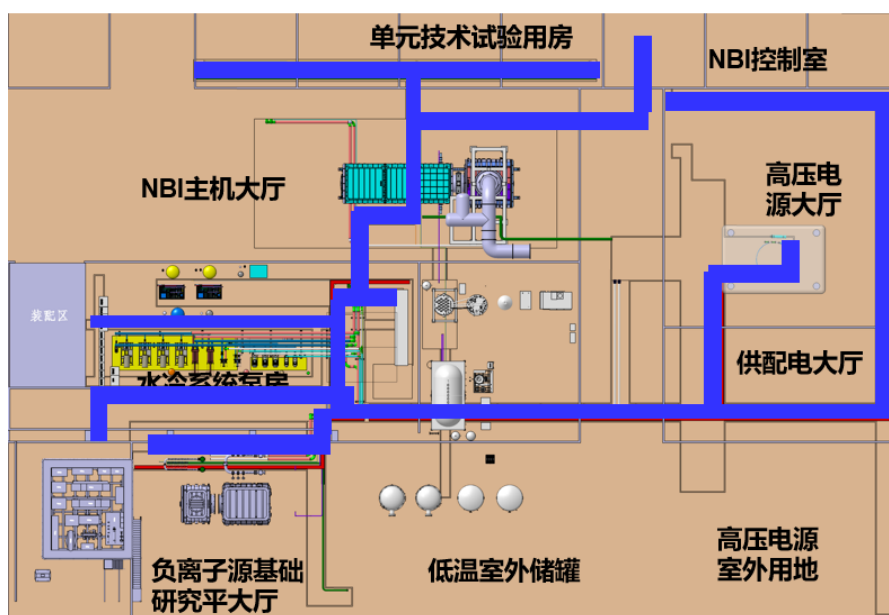 单元技术试验用房
NBI控制室
NBI主机大厅
高压电
源大厅
装配区
供配电大厅
水冷系统泵房
负离子源基础
研究平大厅
低温室外储罐
高压电源
室外用地